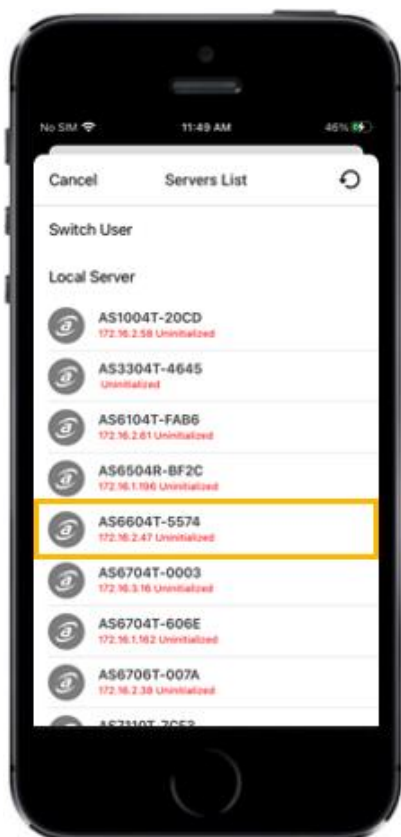 No SIM 11:49 AM 46%
Cancel Servers List
Switch User
Local Server
AS1004T-20CD
172.16.2.58 Uninitialized
AS3304T-4645
Uninitialized
AS6104T-FAB6
172.16.2.61 Uninitialized
AS6504R-BF2C
172.16.1.196 Uninitialized
AS6604T-5574
172.16.2.47 Uninitialized
AS6704T-0003
172.16.3.16 Uninitialized
AS6704T-606E
172.16.1.162 Uninitialized
AS6706T-007A
172.16.2.38 Uninitialized